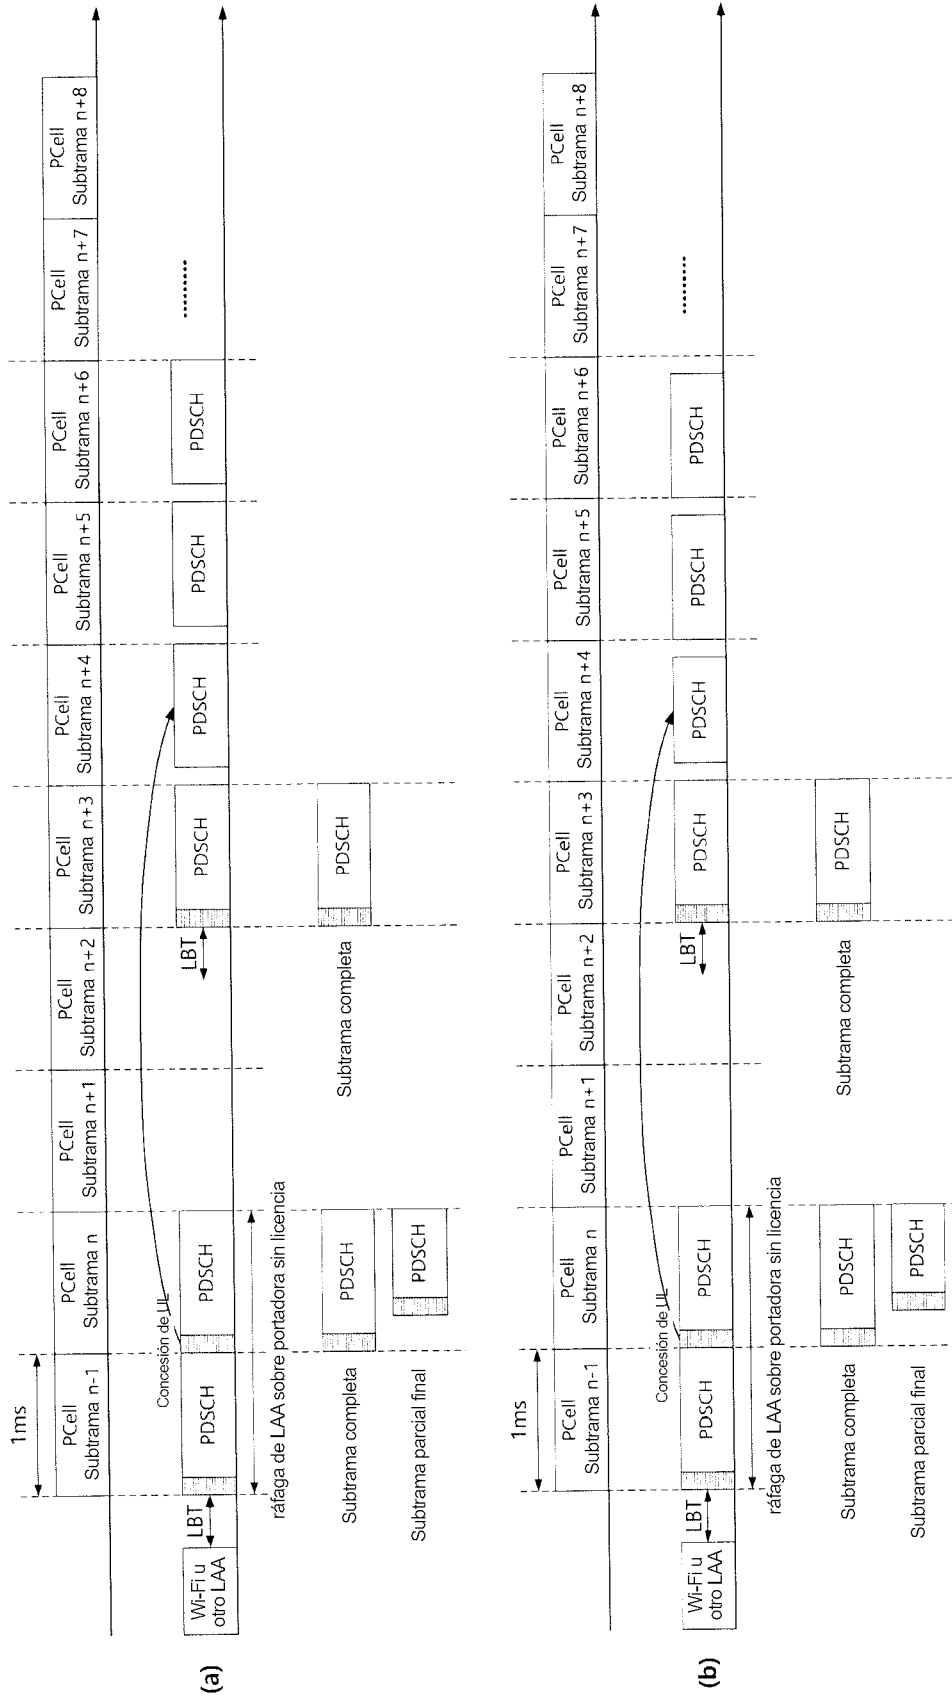 1ms
PCell
Subtrama n-1
PCell
Subtrama n
PCell
Subtrama n+1
PCell
Subtrama n+2
PCell
Subtrama n+3
PCell
Subtrama n+4
PCell
Subtrama n+5
PCell
Subtrama n+6
PCell
Subtrama n+7
PCell
Subtrama n+8
Concesión de UL
Wi-Fi u
otro LAA
LBT
PDSCH
PDSCH
LBT
PDSCH
PDSCH
PDSCH
PDSCH
ráfaga de LAA sobre portadora sin licencia
Subtrama completa
PDSCH
Subtrama completa
PDSCH
Subtrama parcial final
PDSCH
(a)
1ms
PCell
Subtrama n-1
PCell
Subtrama n
PCell
Subtrama n+1
PCell
Subtrama n+2
PCell
Subtrama n+3
PCell
Subtrama n+4
PCell
Subtrama n+5
PCell
Subtrama n+6
PCell
Subtrama n+7
PCell
Subtrama n+8
Concesión de UL
Wi-Fi u
otro LAA
LBT
PDSCH
PDSCH
LBT
PDSCH
PDSCH
PDSCH
PDSCH
ráfaga de LAA sobre portadora sin licencia
Subtrama completa
PDSCH
Subtrama completa
PDSCH
Subtrama parcial final
PDSCH
(b)